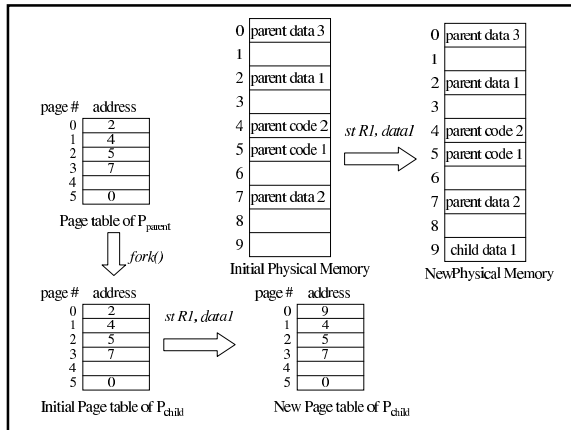 0 parent data 3
1
2 parent data 1
3
4 parent code 2
5 parent code 1
6
7 parent data 2
8
9
Initial Physical Memory
st R1, data1
0 parent data 3
1
2 parent data 1
3
4 parent code 2
5 parent code 1
6
7 parent data 2
8
9 child data 1
NewPhysical Memory
page # address
0 2
1 4
2 5
3 7
4
5 0
Page table of Pparent
fork()
page # address
0 2
1 4
2 5
3 7
4
5 0
Initial Page table of Pchild
st R1, data1
page # address
0 9
1 4
2 5
3 7
4
5 0
New Page table of Pchild